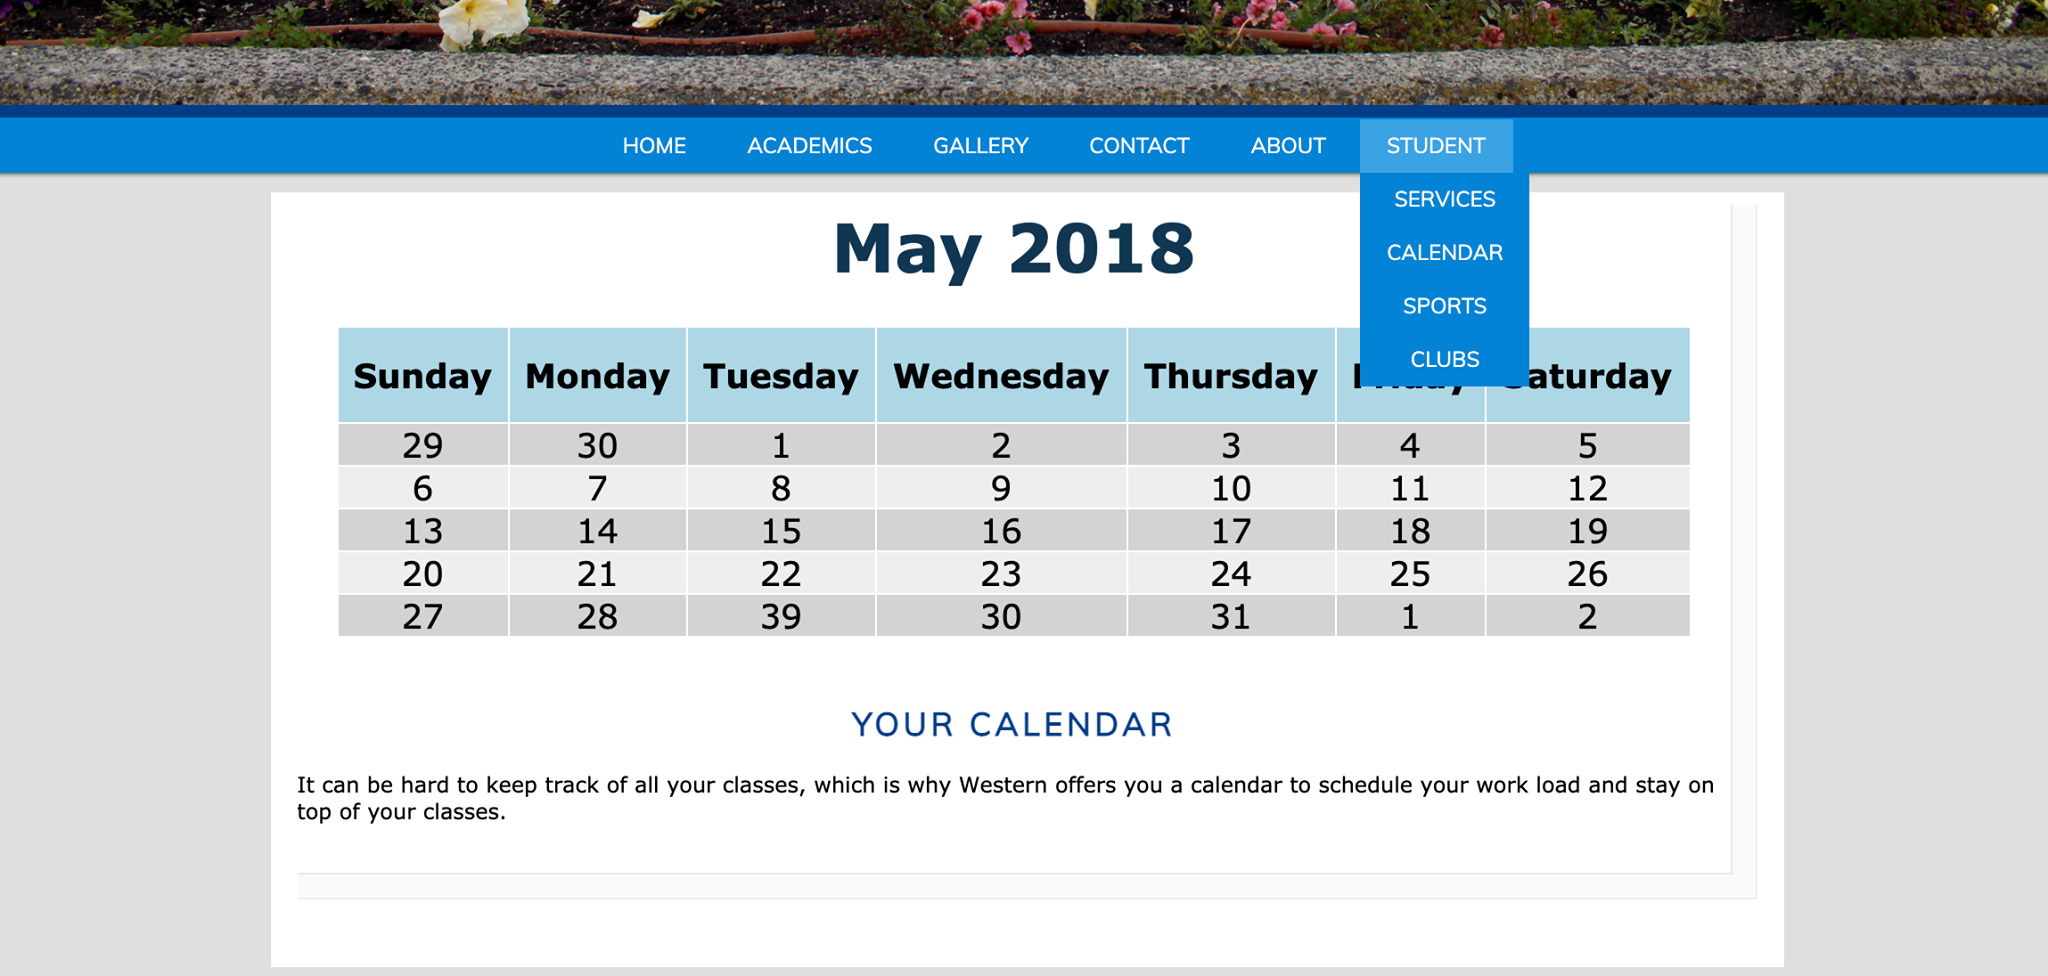 HOME ACADEMICS GALLERY CONTACT ABOUT STUDENT
SERVICES
CALENDAR
SPORTS
CLUBS
May 2018
Sunday Monday Tuesday Wednesday Thursday
29 30 1 2 3 4 5
6 7 8 9 10 11 12
13 14 15 16 17 18 19
20 21 22 23 24 25 26
27 28 39 30 31 1 2
YOUR CALENDAR
It can be hard to keep track of all your classes, which is why Western offers you a calendar to schedule your work load and stay on
top of your classes.